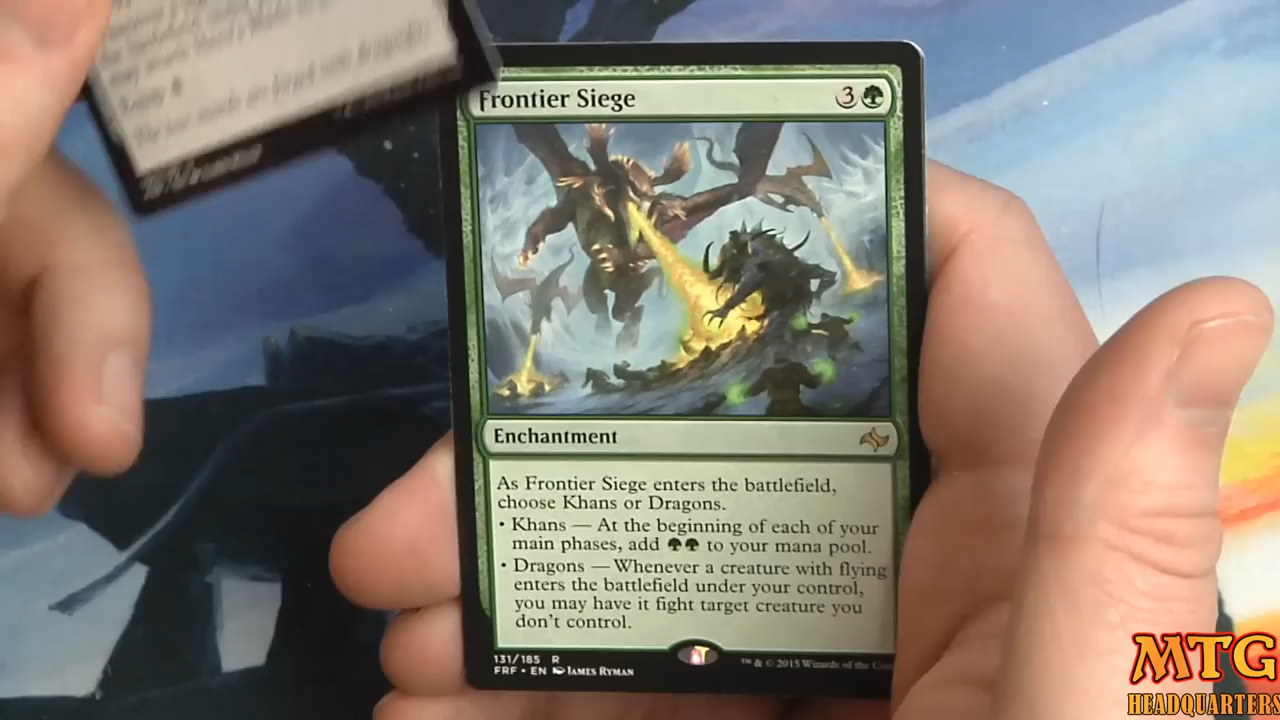 Frontier Siege 3
Enchantment
As Frontier Siege enters the battlefield,
choose Khans or Dragons.
• Khans — At the beginning of each of your
main phases, add to your mana pool.
• Dragons — Whenever a creature with flying
enters the battlefield under your control,
you may have it fight target creature you
don't control.
131/185 R
FRF • EN JAMES RYMAN
™ & © 2015 Wizards of the
MTG
HEADQUARTERS